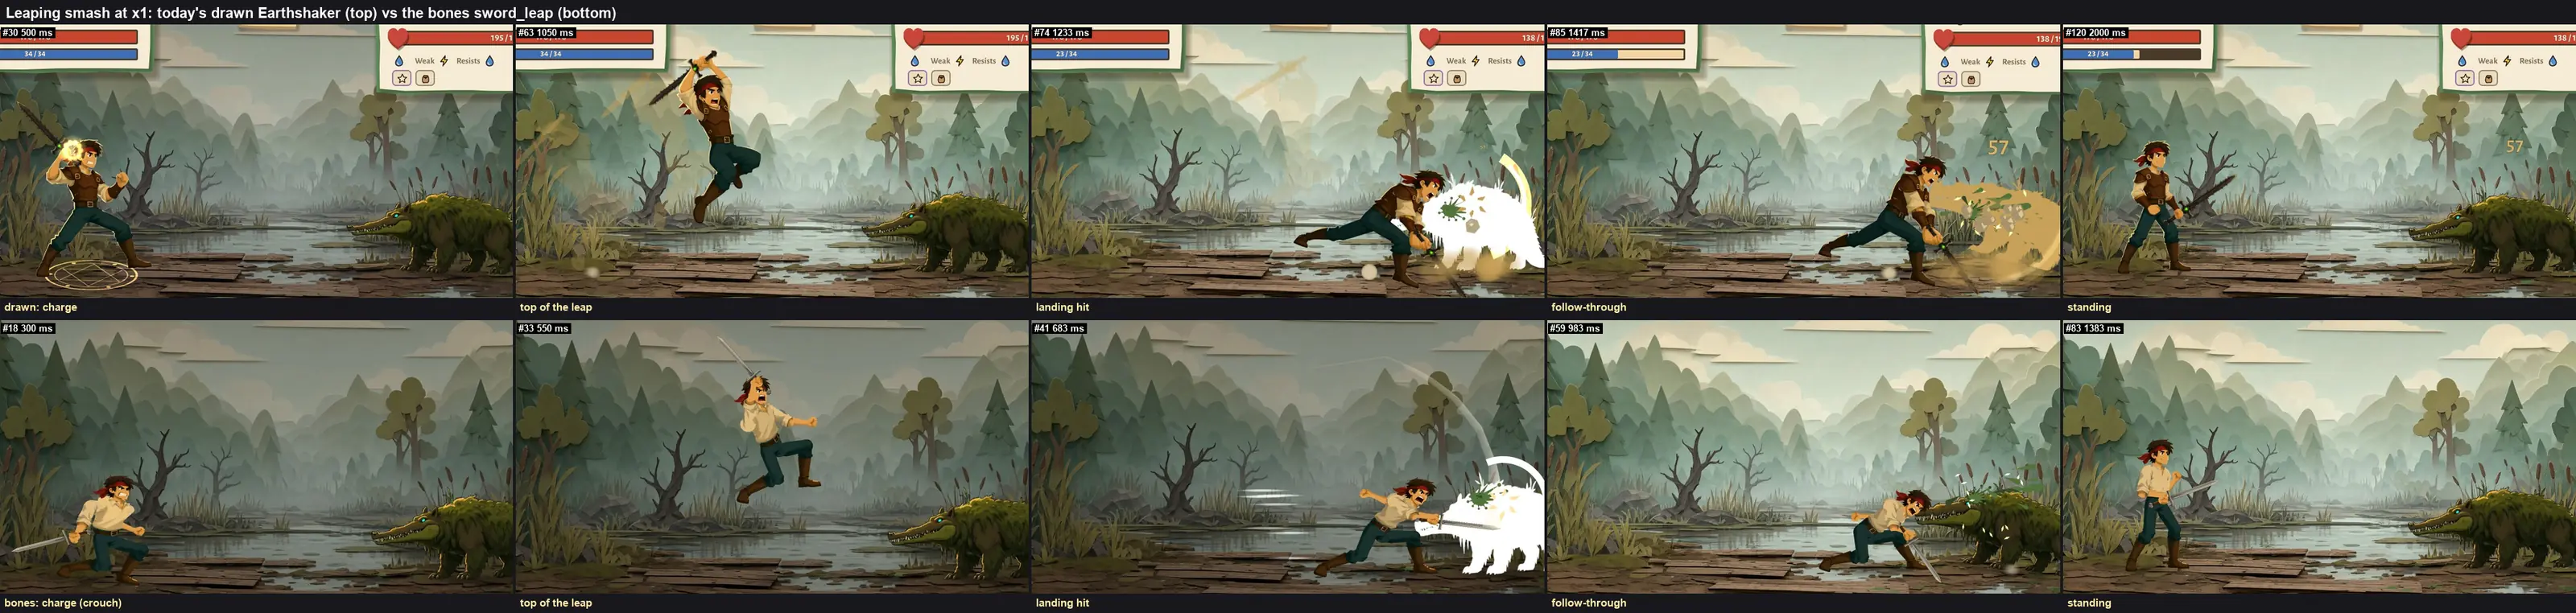 Leaping smash at x1: today's drawn Earthshaker (top) vs the bones sword_leap (bottom)
#30 500 ms
34/34
195/1
Weak Resists
drawn: charge
#63 1050 ms
34/34
195/1
Weak Resists
top of the leap
#74 1233 ms
23/34
138/1
Weak Resists
landing hit
#85 1417 ms
23/34
138/1
Weak Resists
57
follow-through
#120 2000 ms
23/34
138/1
Weak Resists
57
standing
#18 300 ms
bones: charge (crouch)
#33 550 ms
top of the leap
#41 683 ms
landing hit
#59 983 ms
follow-through
#83 1383 ms
standing